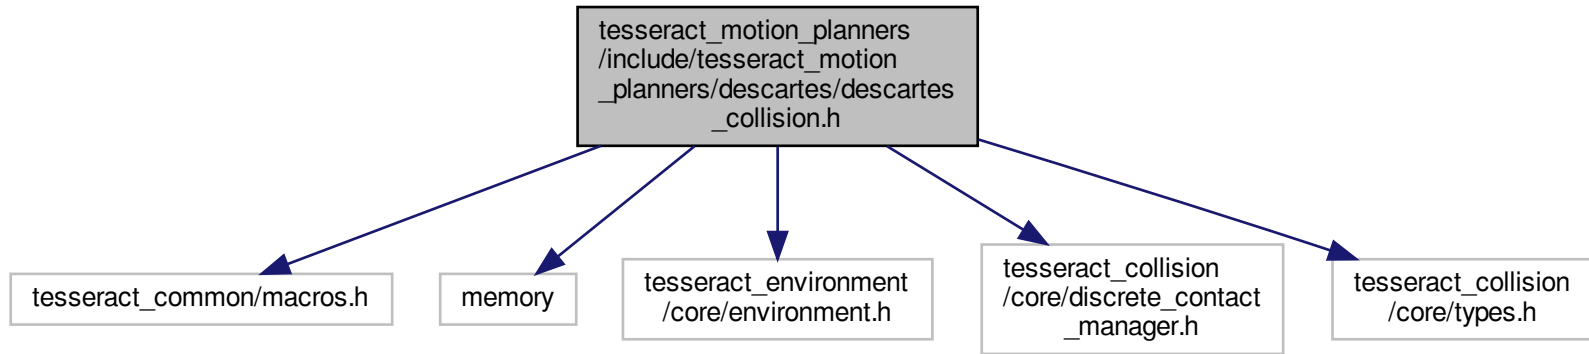 tesseract_motion_planners
/include/tesseract_motion
_planners/descartes/descartes
_collision.h
tesseract_common/macros.h
memory
tesseract_environment
/core/environment.h
tesseract_collision
/core/discrete_contact
_manager.h
tesseract_collision
/core/types.h